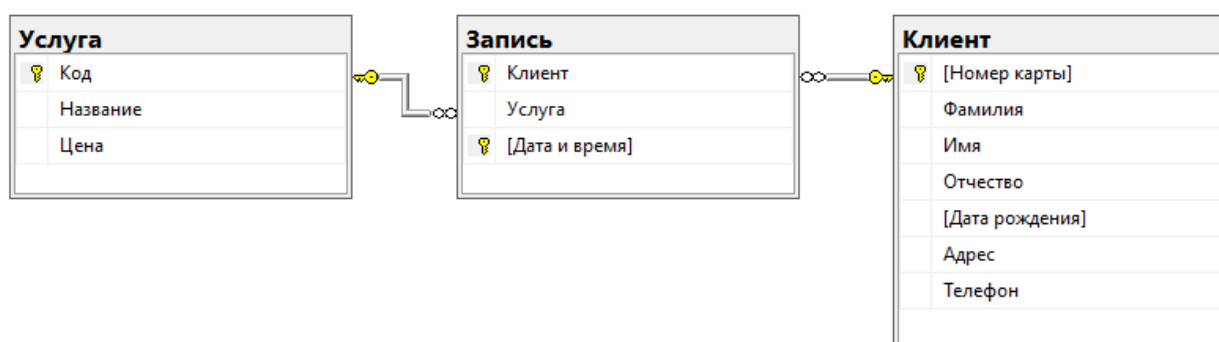 Услуга
Код
Название
Цена
Запись
Клиент
Услуга
[Дата и время]
Клиент
[Номер карты]
Фамилия
Имя
Отчество
[Дата рождения]
Адрес
Телефон